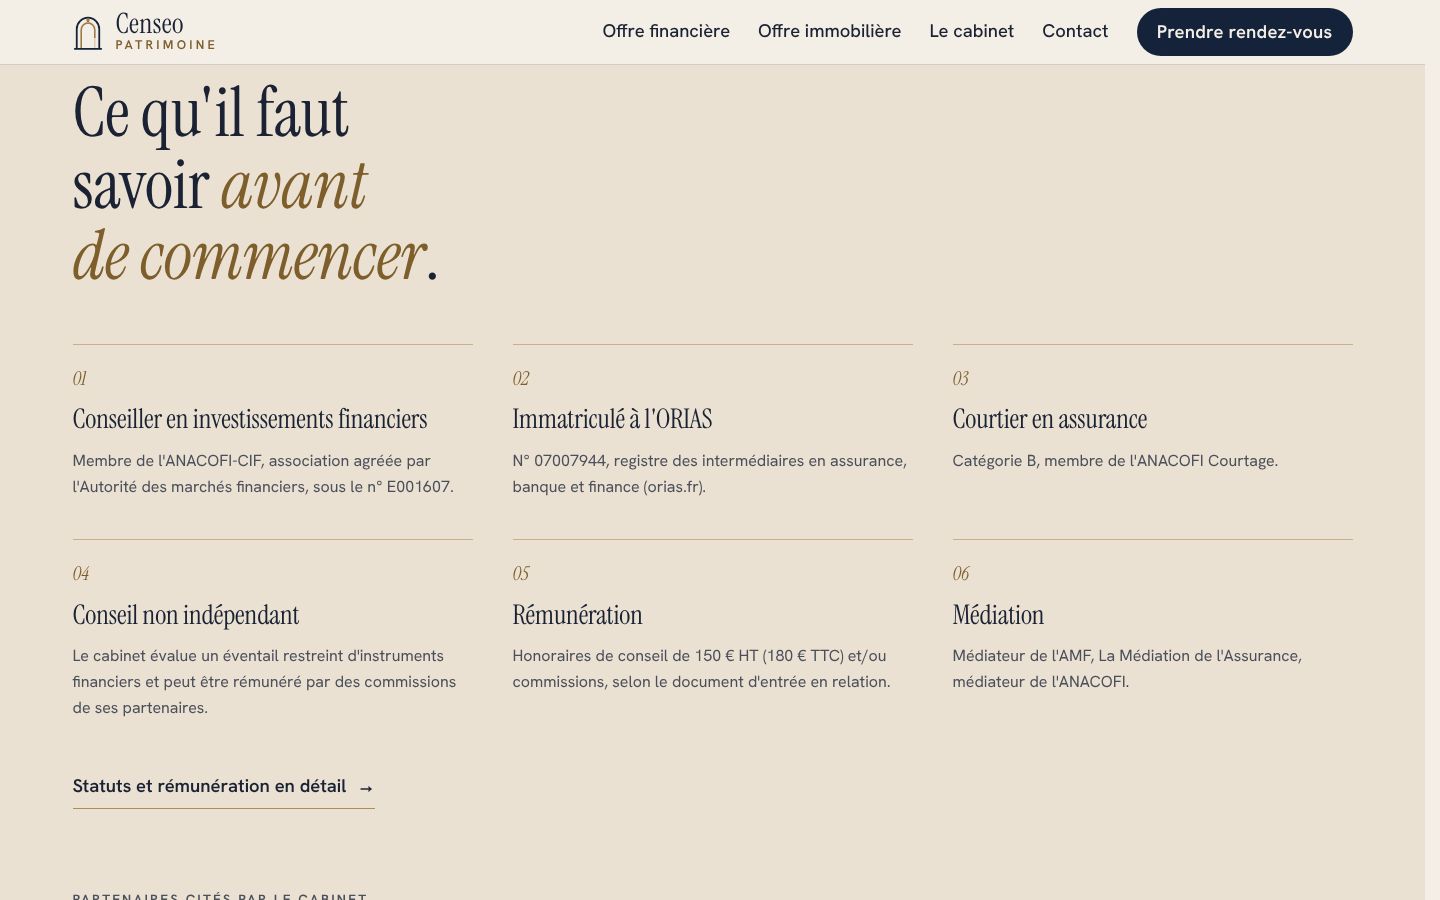 Censeo
PATRIMOINE
Offre financière
Offre immobilière
Le cabinet
Contact
Prendre rendez-vous
Ce qu'il faut
savoir avant
de commencer.
01
Conseiller en investissements financiers
Membre de l'ANACOFI-CIF, association agréée par
l'Autorité des marchés financiers, sous le n° E001607.
02
Immatriculé à l'ORIAS
N° 07007944, registre des intermédiaires en assurance,
banque et finance (orias.fr).
03
Courtier en assurance
Catégorie B, membre de l'ANACOFI Courtage.
04
Conseil non indépendant
Le cabinet évalue un éventail restreint d'instruments
financiers et peut être rémunéré par des commissions
de ses partenaires.
05
Rémunération
Honoraires de conseil de 150 € HT (180 € TTC) et/ou
commissions, selon le document d'entrée en relation.
06
Médiation
Médiateur de l'AMF, La Médiation de l'Assurance,
médiateur de l'ANACOFI.
Statuts et rémunération en détail →
PARTENAIRES CITÉS PAR LE CABINET